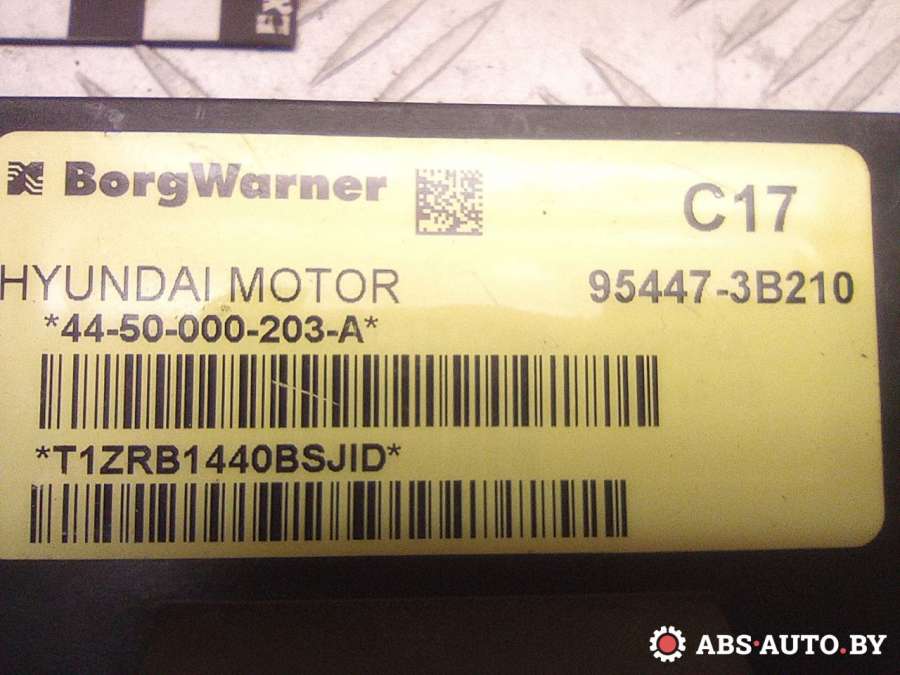 BorgWarner
C17
HYUNDAI MOTOR
95447-3B210
*44-50-000-203-A*
*T1ZRB1440BSJID*
ABS-AUTO.BY